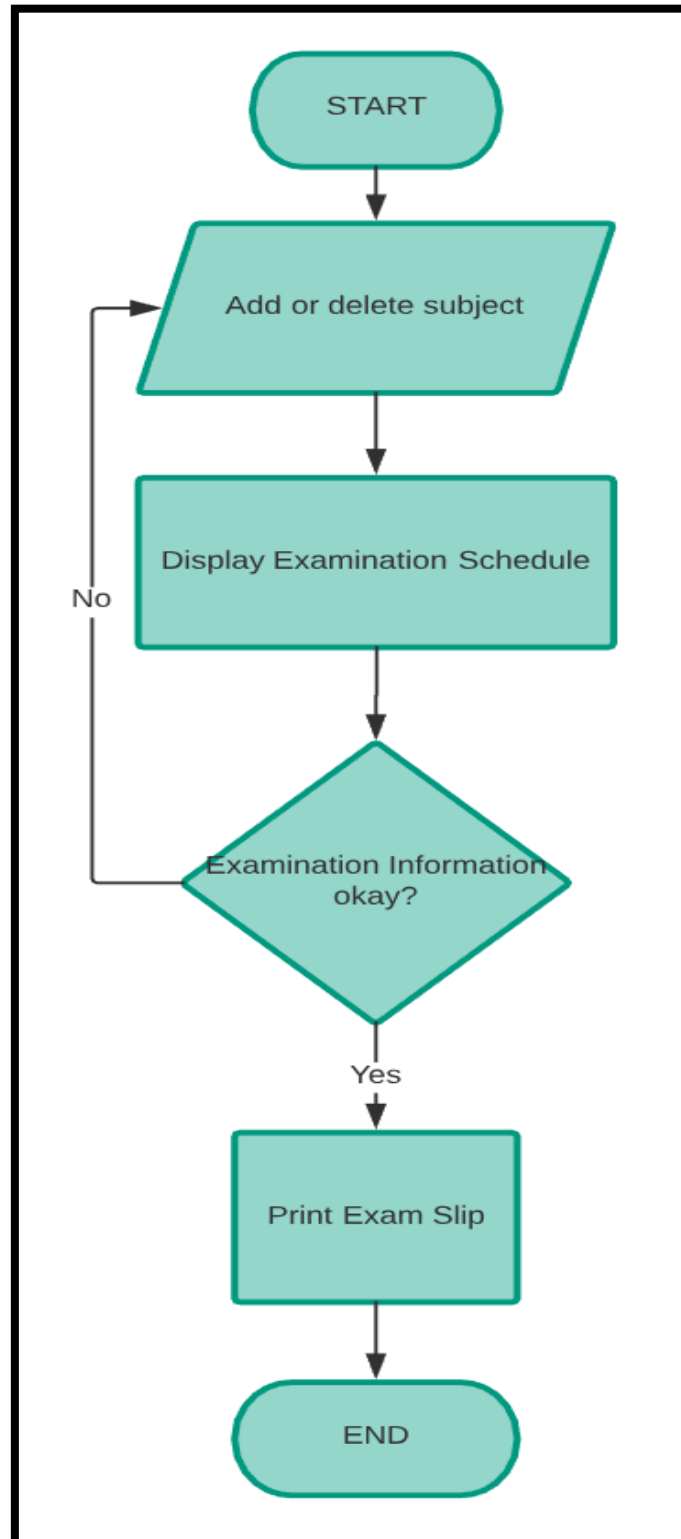 START
Add or delete subject
Display Examination Schedule
No
Examination Information
okay?
Yes
Print Exam Slip
END